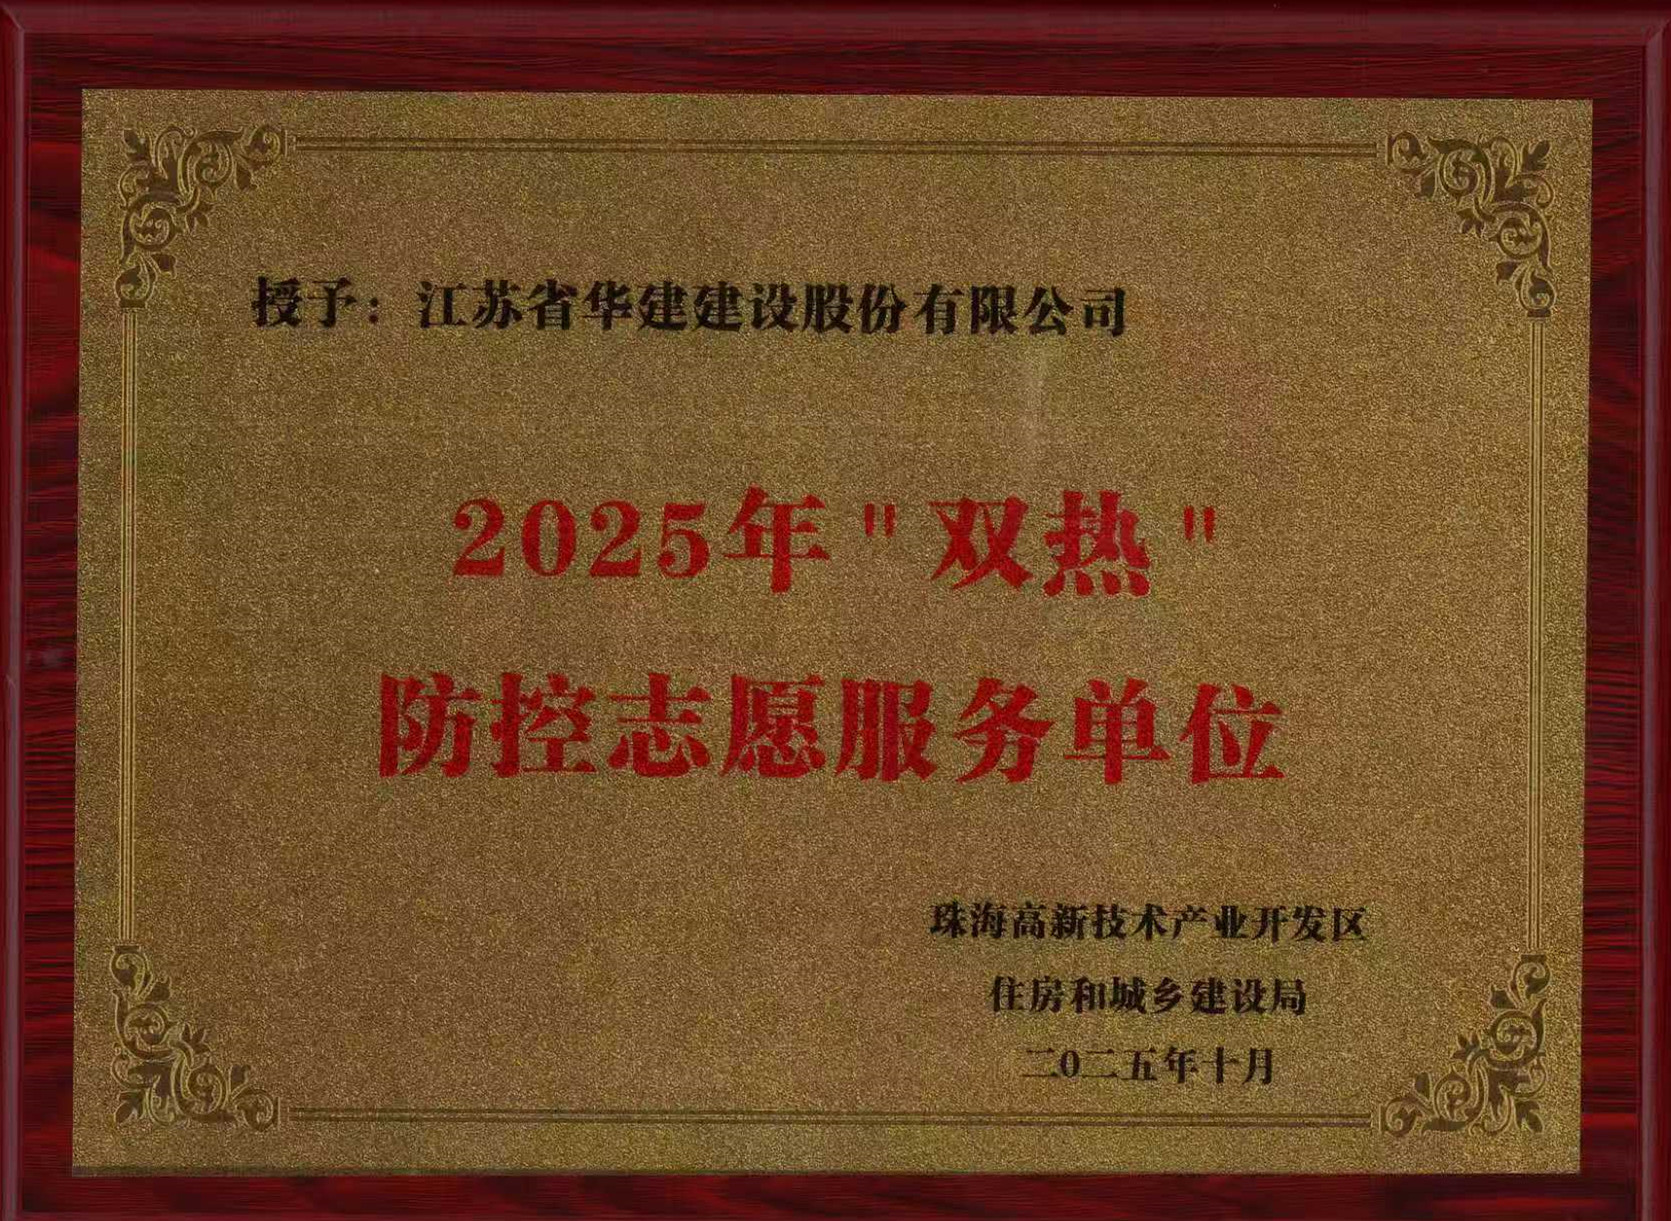 授予：江苏省华建建设股份有限公司
2025年"双热"
防控志愿服务单位
珠海高新技术产业开发区
住房和城乡建设局
二0二五年十月